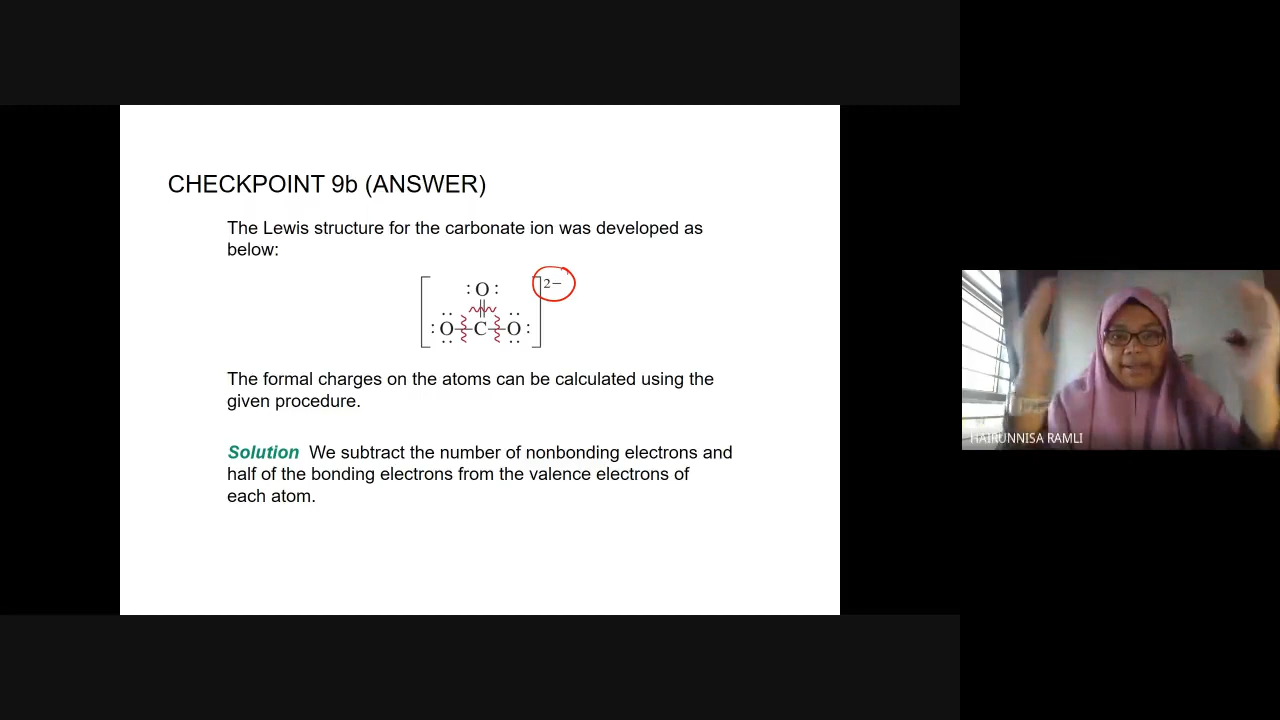 CHECKPOINT 9b (ANSWER)
The Lewis structure for the carbonate ion was developed as
below:
2−
:O:
:O—C—O:
The formal charges on the atoms can be calculated using the
given procedure.
Solution We subtract the number of nonbonding electrons and
half of the bonding electrons from the valence electrons of
each atom.
HAIRUNNISA RAMLI